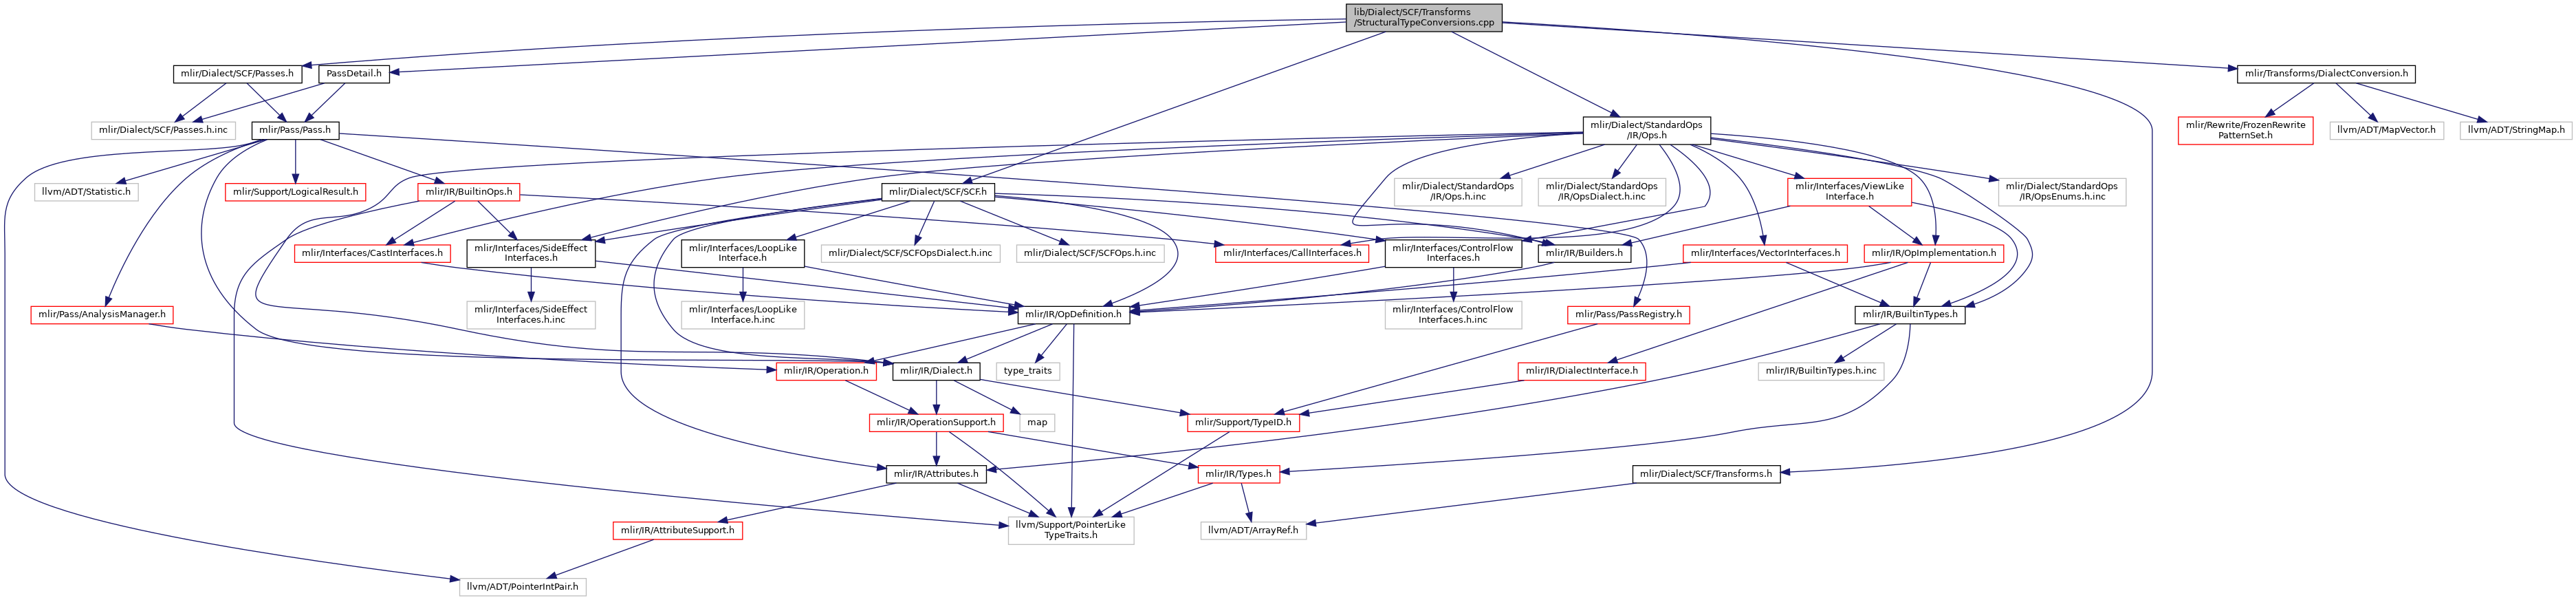 lib/Dialect/SCF/Transforms
/StructuralTypeConversions.cpp
mlir/Dialect/SCF/Passes.h
PassDetail.h
mlir/Transforms/DialectConversion.h
mlir/Dialect/SCF/Passes.h.inc
mlir/Pass/Pass.h
mlir/Dialect/StandardOps
/IR/Ops.h
mlir/Rewrite/FrozenRewrite
PatternSet.h
llvm/ADT/MapVector.h
llvm/ADT/StringMap.h
llvm/ADT/Statistic.h
mlir/Support/LogicalResult.h
mlir/IR/BuiltinOps.h
mlir/Dialect/SCF/SCF.h
mlir/Dialect/StandardOps
/IR/Ops.h.inc
mlir/Dialect/StandardOps
/IR/OpsDialect.h.inc
mlir/Interfaces/ViewLike
Interface.h
mlir/Dialect/StandardOps
/IR/OpsEnums.h.inc
mlir/Interfaces/CastInterfaces.h
mlir/Interfaces/SideEffect
Interfaces.h
mlir/Interfaces/LoopLike
Interface.h
mlir/Dialect/SCF/SCFOpsDialect.h.inc
mlir/Dialect/SCF/SCFOps.h.inc
mlir/Interfaces/CallInterfaces.h
mlir/Interfaces/ControlFlow
Interfaces.h
mlir/IR/Builders.h
mlir/Interfaces/VectorInterfaces.h
mlir/IR/OpImplementation.h
mlir/Pass/AnalysisManager.h
mlir/Interfaces/SideEffect
Interfaces.h.inc
mlir/Interfaces/LoopLike
Interface.h.inc
mlir/IR/OpDefinition.h
mlir/Interfaces/ControlFlow
Interfaces.h.inc
mlir/Pass/PassRegistry.h
mlir/IR/BuiltinTypes.h
mlir/IR/Operation.h
mlir/IR/Dialect.h
type_traits
mlir/IR/DialectInterface.h
mlir/IR/BuiltinTypes.h.inc
mlir/IR/OperationSupport.h
map
mlir/Support/TypeID.h
mlir/IR/Attributes.h
mlir/IR/Types.h
mlir/Dialect/SCF/Transforms.h
mlir/IR/AttributeSupport.h
llvm/Support/PointerLike
TypeTraits.h
llvm/ADT/ArrayRef.h
llvm/ADT/PointerIntPair.h